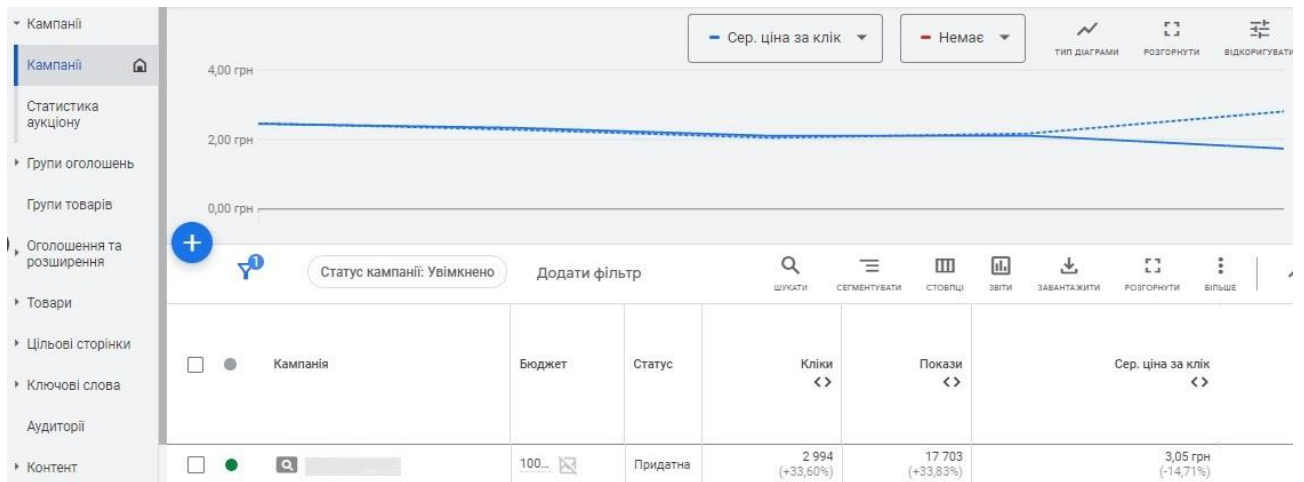 Кампанії
Кампанії
Статистика
аукціону
Групи оголошень
Групи товарів
Оголошення та
розширення
Товари
Цільові сторінки
Ключові слова
Аудиторії
Контент
Сер. ціна за клік
Немає
ТИП ДІАГРАМИ
РОЗГОРНУТИ
ВІДКОРИГУВАТИ
4,00 грн
2,00 грн
0,00 грн
1
Статус кампанії: Увімкнено
Додати фільтр
ШУКАТИ
СЕГМЕНТУВАТИ
СТОВПЦІ
ЗВІТИ
ЗАВАНТАЖИТИ
РОЗГОРНУТИ
БІЛЬШЕ
Кампанія
Бюджет
Статус
Кліки
Покази
Сер. ціна за клік
100...
Придатна
2 994
(+33,60%)
17 703
(+33,83%)
3,05 грн
(-14,71%)